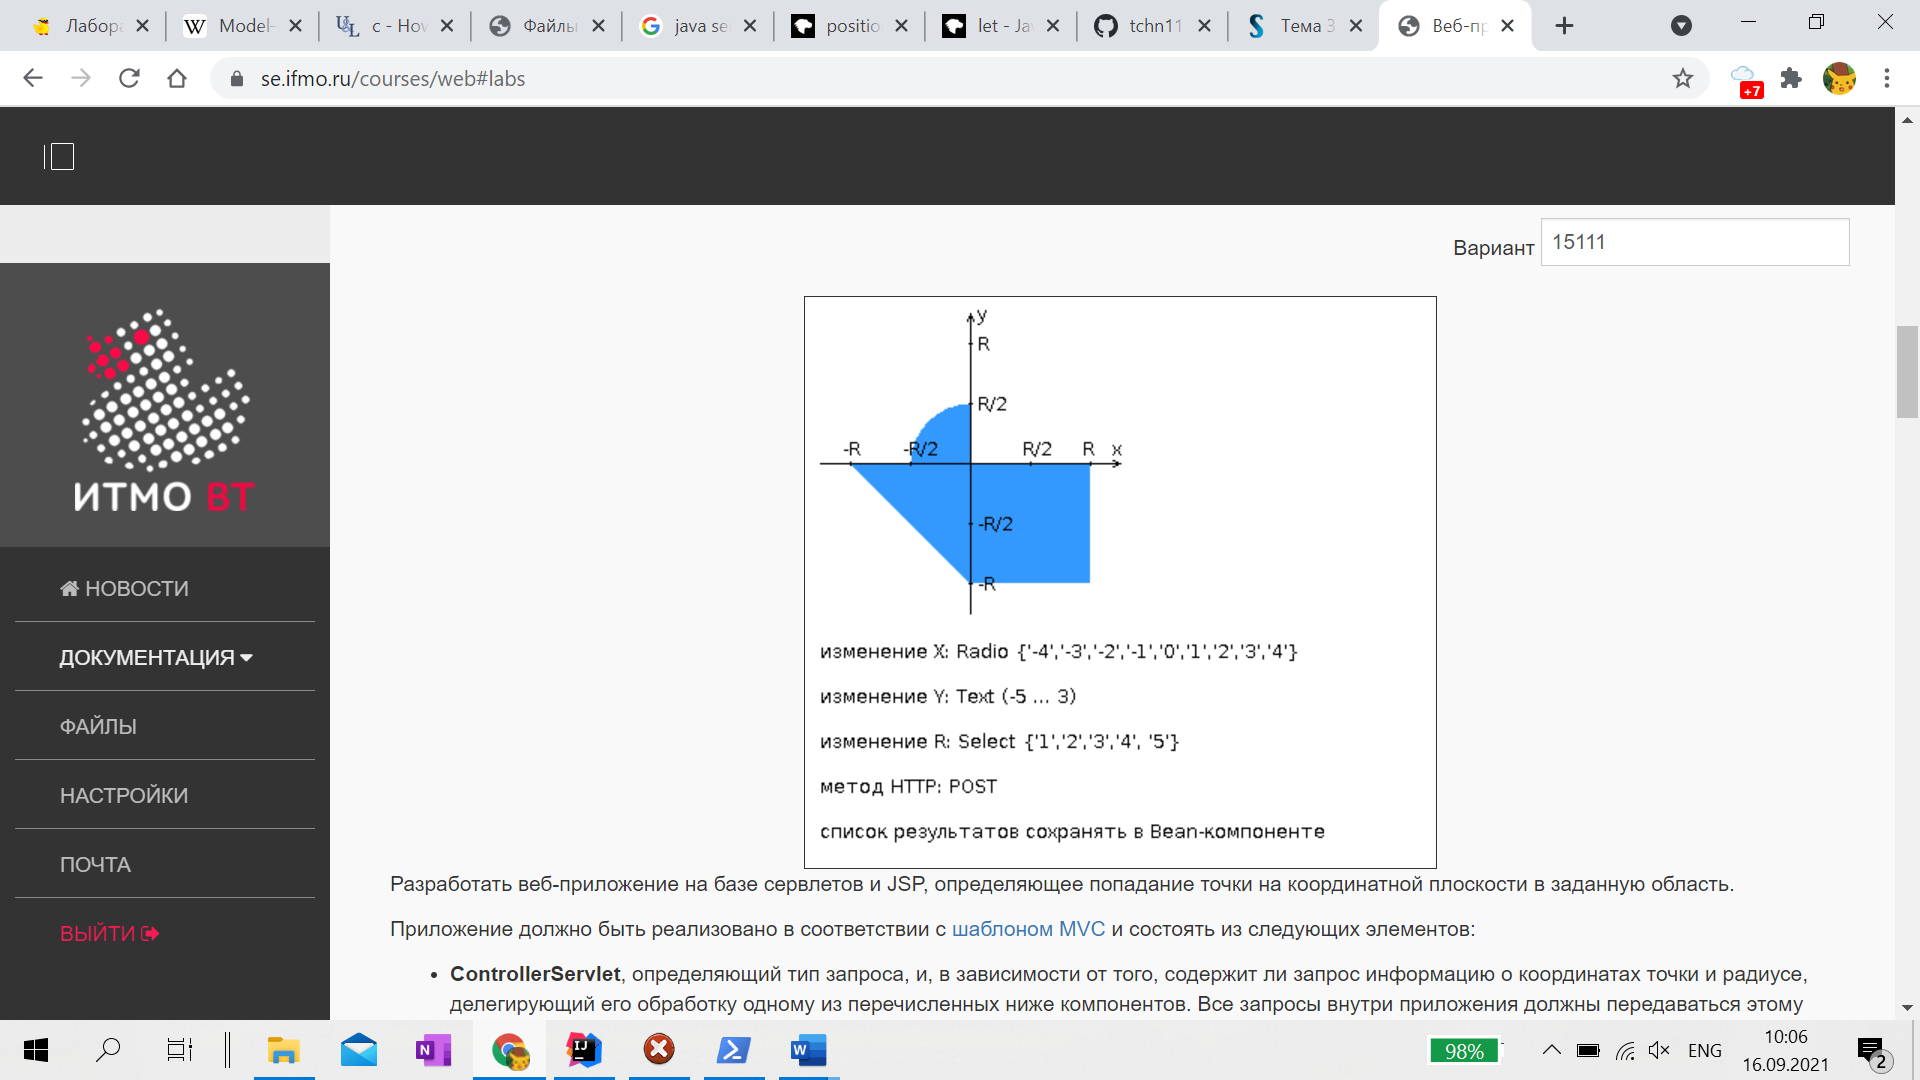 Лабора
Model-
c - Hov
Файлы
java se
positio
let - Ja
tchn11
Тема 3
Веб-пр
se.ifmo.ru/courses/web#labs
+7
Вариант 15111
ИТМО ВТ
НОВОСТИ
ДОКУМЕНТАЦИЯ
ФАЙЛЫ
НАСТРОЙКИ
ПОЧТА
ВЫЙТИ
y
R
R/2
-R -R/2 R/2 R x
-R/2
-R
изменение X: Radio {'-4','-3','-2','-1','0','1','2','3','4'}
изменение Y: Text (-5 ... 3)
изменение R: Select {'1','2','3','4', '5'}
метод HTTP: POST
список результатов сохранять в Bean-компоненте
Разработать веб-приложение на базе сервлетов и JSP, определяющее попадание точки на координатной плоскости в заданную область.
Приложение должно быть реализовано в соответствии с шаблоном MVC и состоять из следующих элементов:
• ControllerServlet, определяющий тип запроса, и, в зависимости от того, содержит ли запрос информацию о координатах точки и радиусе,
делегирующий его обработку одному из перечисленных ниже компонентов. Все запросы внутри приложения должны передаваться этому
98%
ENG
10:06
16.09.2021
2